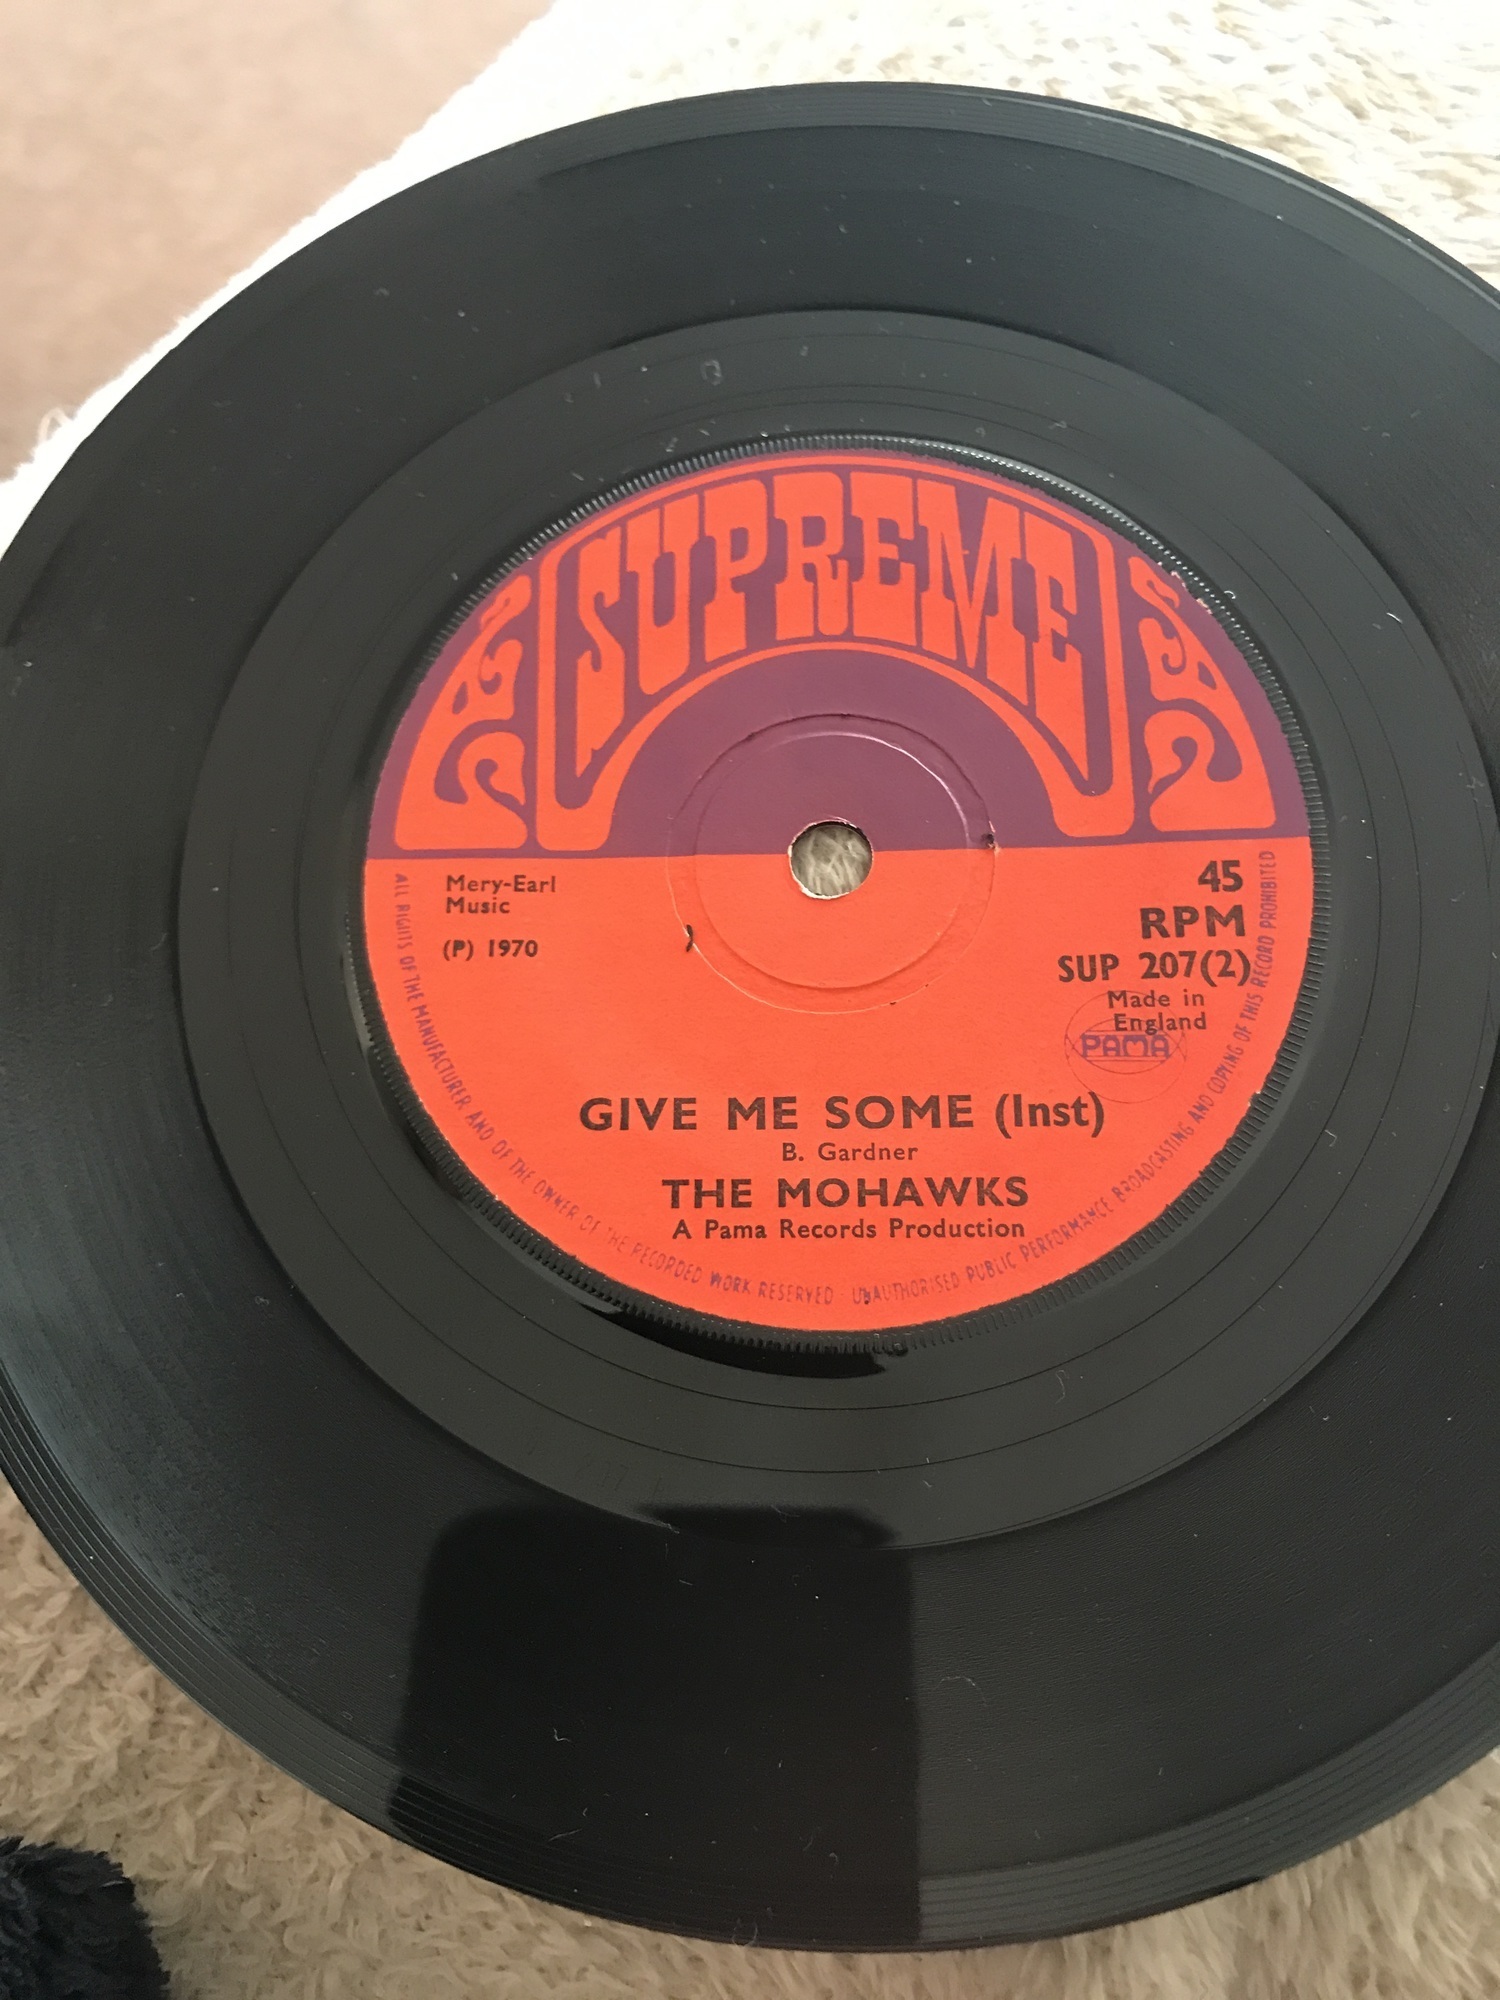 SUPREME
Mery-Earl
Music
(P) 1970
45
RPM
SUP 207(2)
Made in
England
PAMA
GIVE ME SOME (Inst)
B. Gardner
THE MOHAWKS
A Pama Records Production
ALL RIGHTS OF THE MANUFACTURER AND OF THE OWNER OF THE RECORDED WORK RESERVED · UNAUTHORISED PUBLIC PERFORMANCE BROADCASTING AND COPYING OF THIS RECORD PROHIBITED